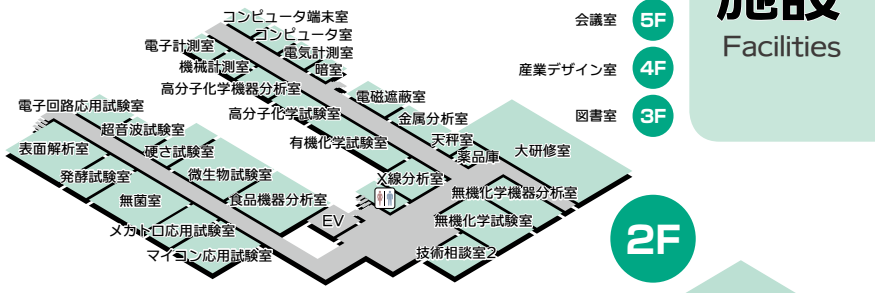 施設
Facilities
会議室 5F
産業デザイン室 4F
図書室 3F
2F
コンピュータ端末室
コンピュータ室
電子計測室
電気計測室
機械計測室
暗室
高分子化学機器分析室
電磁遮蔽室
高分子化学試験室
金属分析室
有機化学試験室
天秤室
薬品庫
大研修室
電子回路応用試験室
超音波試験室
表面解析室
硬さ試験室
発酵試験室
微生物試験室
無菌室
食品機器分析室
X線分析室
無機化学機器分析室
EV
無機化学試験室
メカトロ応用試験室
マイコン応用試験室
技術相談室2